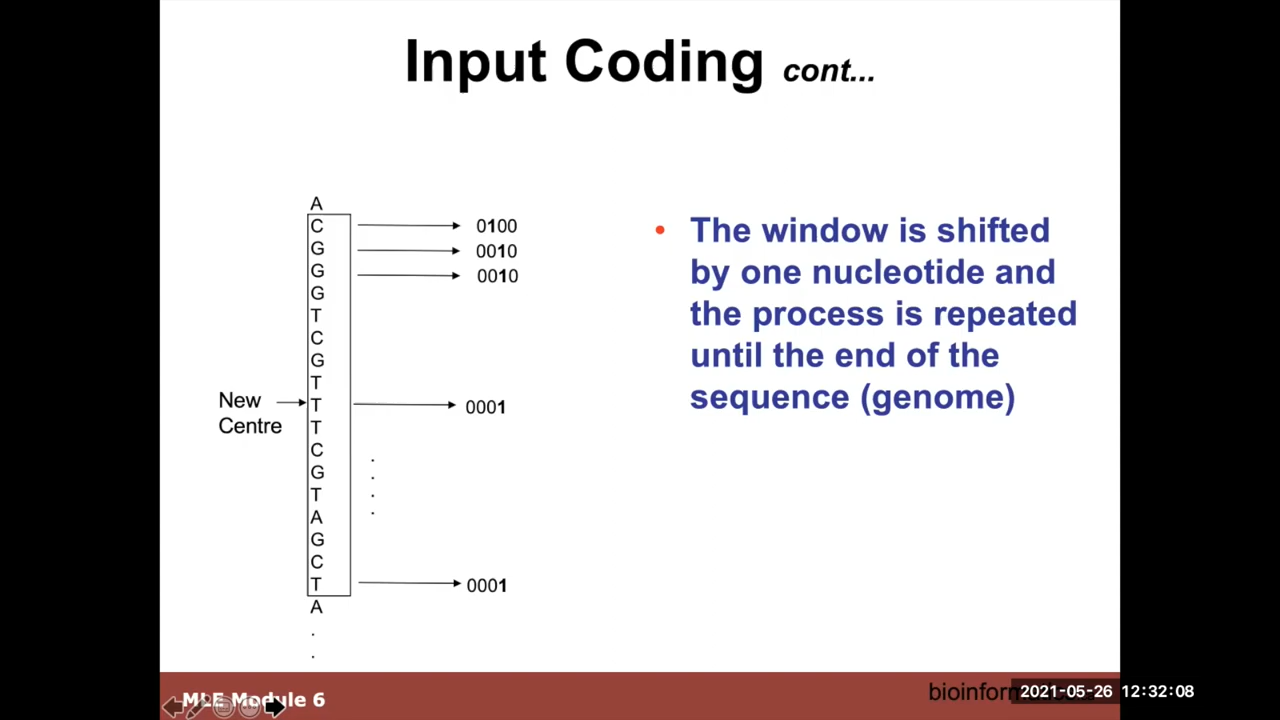 Input Coding cont...
A
C → 0100
G → 0010
G → 0010
G
T
C
G
T
New Centre → T → 0001
T
C
G
T
A
G
C
T → 0001
A
.
.
.
.
.
.
• The window is shifted
by one nucleotide and
the process is repeated
until the end of the
sequence (genome)
MLE Module 6
2021-05-26 12:32:08